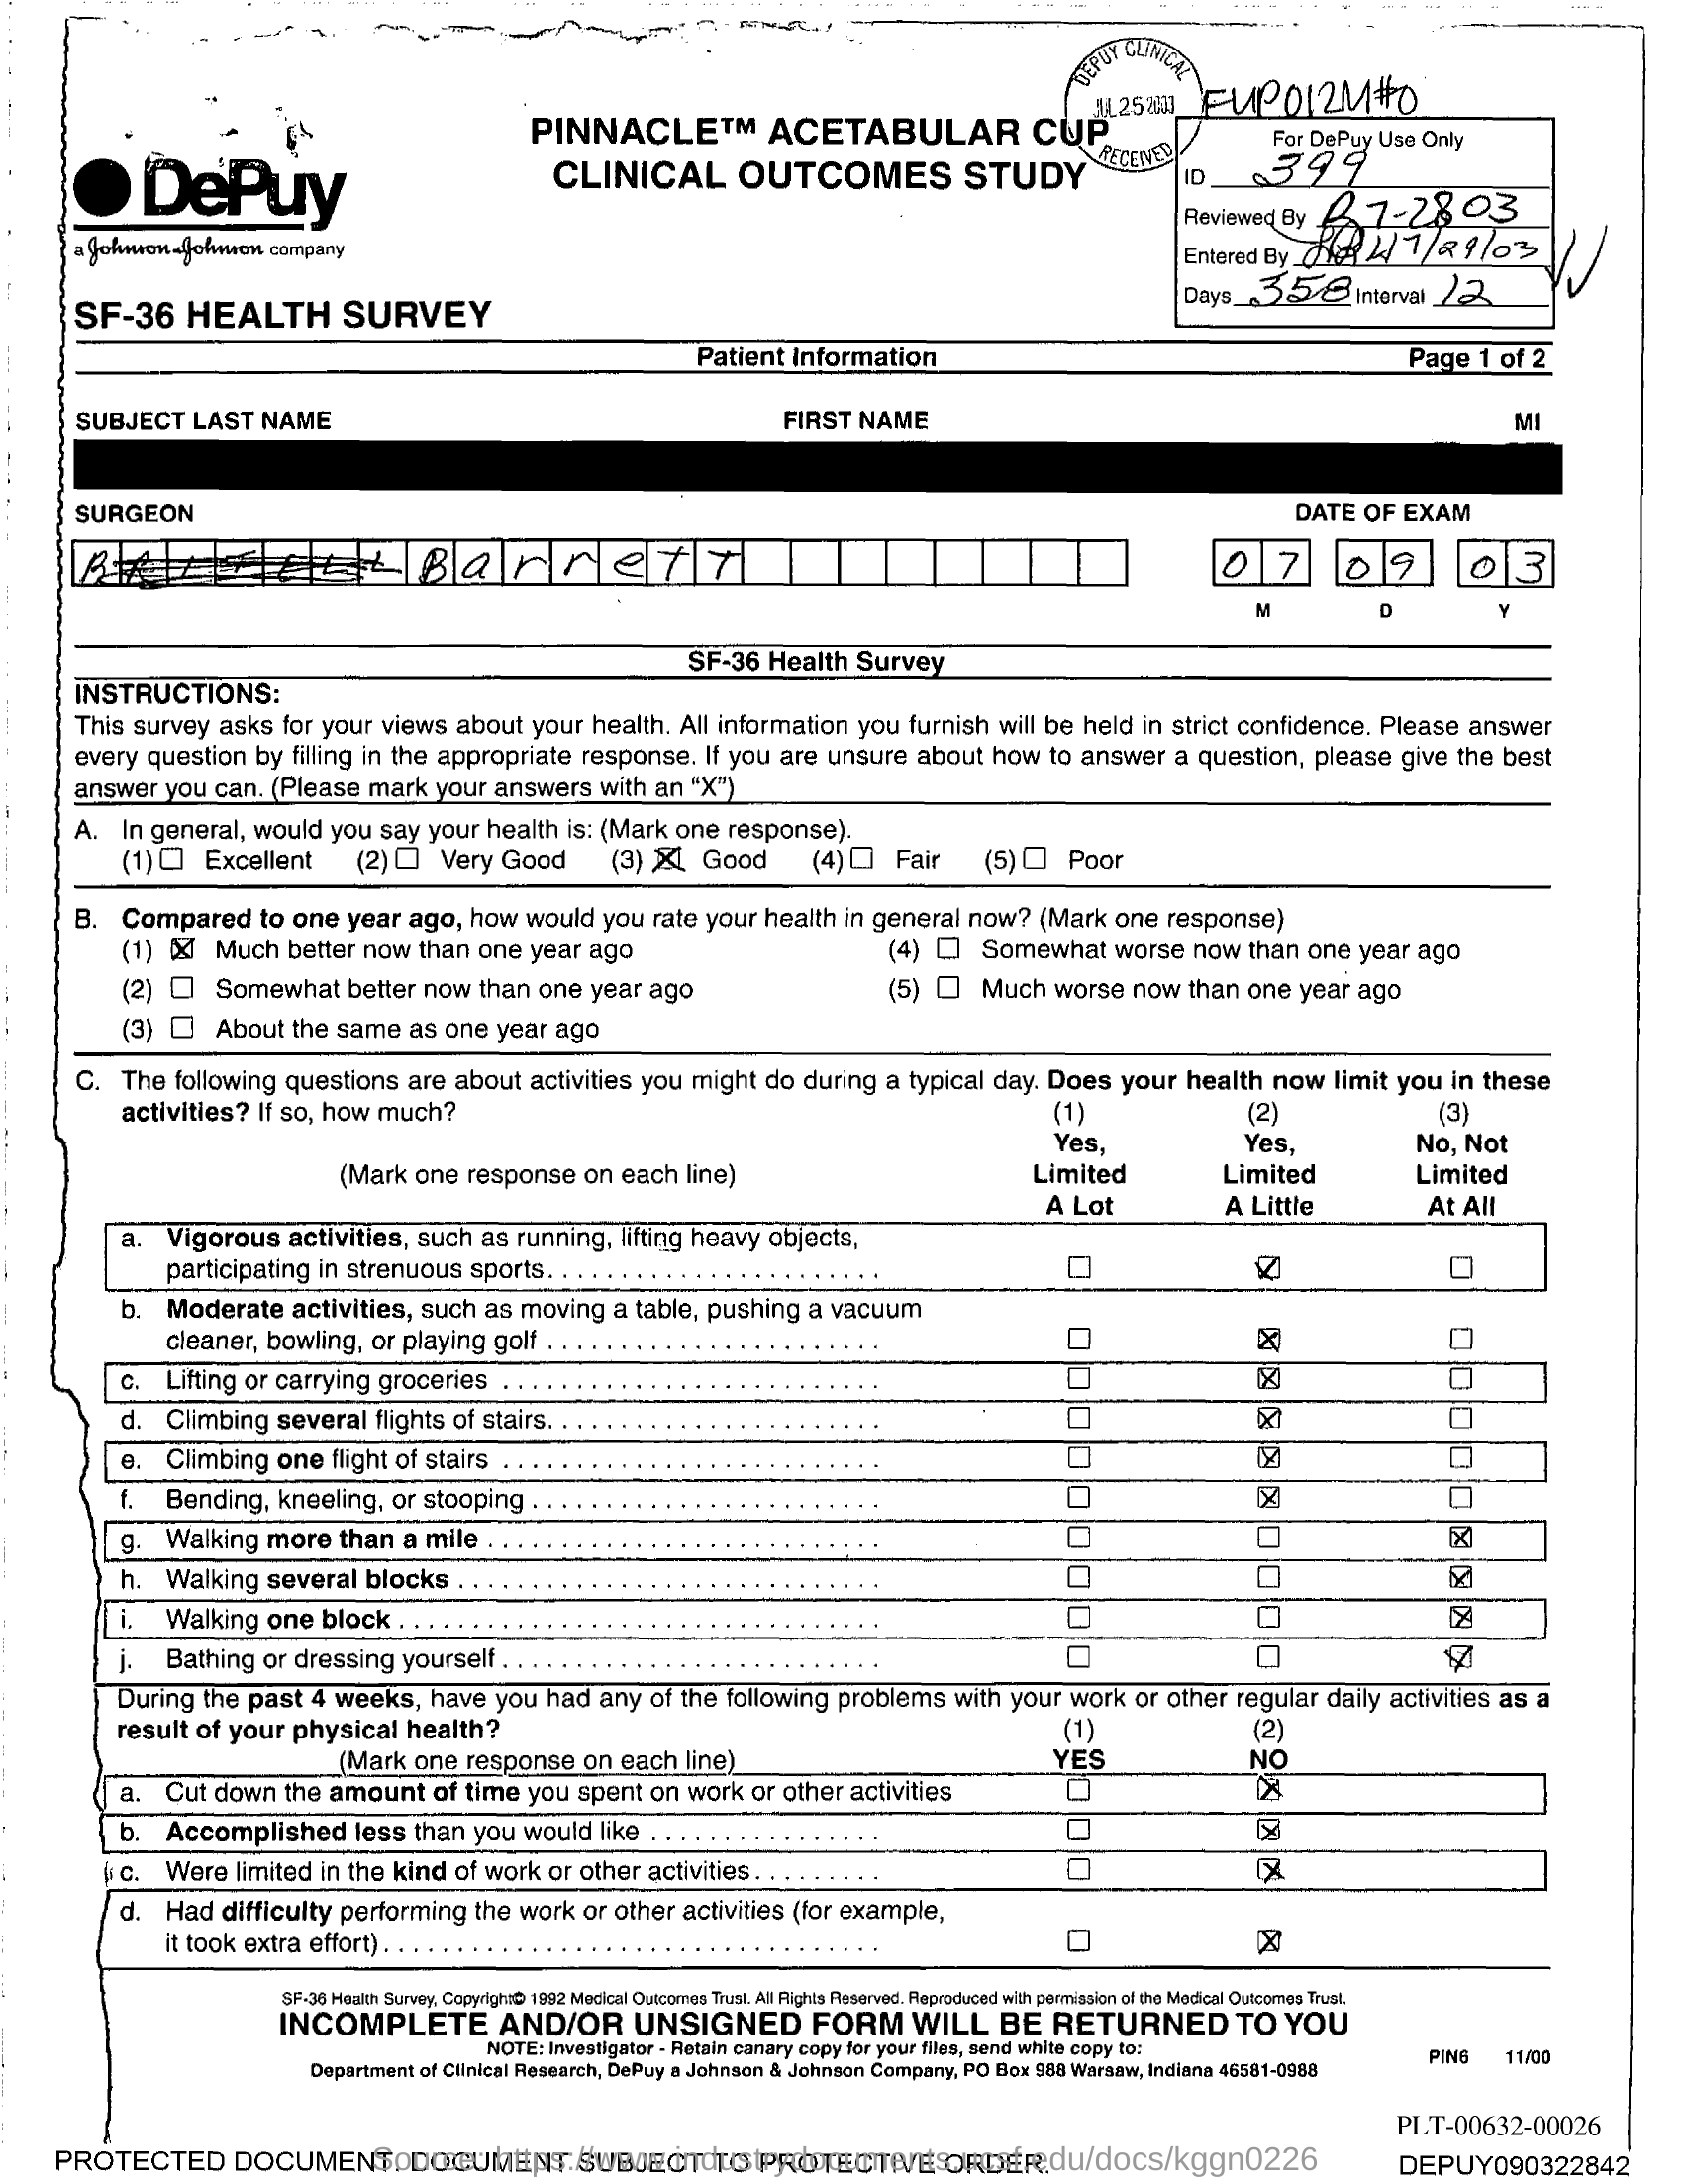 DEPUY CLINICAL
JUL 25 2003
RECEIVED
FUP012M#0
PINNACLE™ ACETABULAR CUP
CLINICAL OUTCOMES STUDY
DePuy
a Johnson & Johnson company
For DePuy Use Only
ID 399
Reviewed By 7-28 03
Entered By 7/29/03
Days 358 Interval 12
SF-36 HEALTH SURVEY
Patient Information Page 1 of 2
SUBJECT LAST NAME FIRST NAME MI
SURGEON DATE OF EXAM
Barrett 07 09 03
M D Y
SF-36 Health Survey
INSTRUCTIONS:
This survey asks for your views about your health. All information you furnish will be held in strict confidence. Please answer
every question by filling in the appropriate response. If you are unsure about how to answer a question, please give the best
answer you can. (Please mark your answers with an "X")
A. In general, would you say your health is: (Mark one response).
(1) ☐ Excellent (2) ☐ Very Good (3) ☒ Good (4) ☐ Fair (5) ☐ Poor
B. Compared to one year ago, how would you rate your health in general now? (Mark one response)
(1) ☒ Much better now than one year ago (4) ☐ Somewhat worse now than one year ago
(2) ☐ Somewhat better now than one year ago (5) ☐ Much worse now than one year ago
(3) ☐ About the same as one year ago
C. The following questions are about activities you might do during a typical day. Does your health now limit you in these
activities? If so, how much? (1) (2) (3)
Yes, Yes, No, Not
(Mark one response on each line) Limited Limited Limited
A Lot A Little At All
a. Vigorous activities, such as running, lifting heavy objects,
participating in strenuous sports. ☐ ☒ ☐
b. Moderate activities, such as moving a table, pushing a vacuum
cleaner, bowling, or playing golf ☐ ☒ ☐
c. Lifting or carrying groceries ☐ ☒ ☐
d. Climbing several flights of stairs. ☐ ☒ ☐
e. Climbing one flight of stairs ☐ ☒ ☐
f. Bending, kneeling, or stooping ☐ ☒ ☐
g. Walking more than a mile ☐ ☐ ☒
h. Walking several blocks ☐ ☐ ☒
i. Walking one block ☐ ☐ ☒
j. Bathing or dressing yourself ☐ ☐ ☒
During the past 4 weeks, have you had any of the following problems with your work or other regular daily activities as a
result of your physical health? (1) (2)
(Mark one response on each line) YES NO
a. Cut down the amount of time you spent on work or other activities ☐ ☒
b. Accomplished less than you would like ☐ ☒
c. Were limited in the kind of work or other activities. ☐ ☒
d. Had difficulty performing the work or other activities (for example,
it took extra effort) ☐ ☒
SF-36 Health Survey, Copyright© 1992 Medical Outcomes Trust. All Rights Reserved. Reproduced with permission of the Medical Outcomes Trust.
INCOMPLETE AND/OR UNSIGNED FORM WILL BE RETURNED TO YOU
NOTE: Investigator - Retain canary copy for your files, send white copy to:
Department of Clinical Research, DePuy a Johnson & Johnson Company, PO Box 988 Warsaw, Indiana 46581-0988
PIN6 11/00
PLT-00632-00026
PROTECTED DOCUMENT. DOCUMENT SUBJECT TO PROTECTIVE ORDER.
Source: https://www.industrydocuments.ucsf.edu/docs/kggn0226
DEPUY090322842